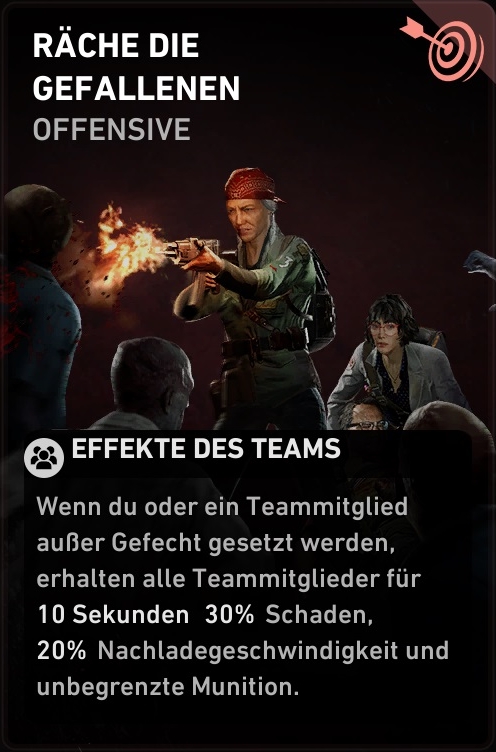 RÄCHE DIE
GEFALLENEN
OFFENSIVE
EFFEKTE DES TEAMS
Wenn du oder ein Teammitglied
außer Gefecht gesetzt werden,
erhalten alle Teammitglieder für
10 Sekunden 30% Schaden,
20% Nachladegeschwindigkeit und
unbegrenzte Munition.